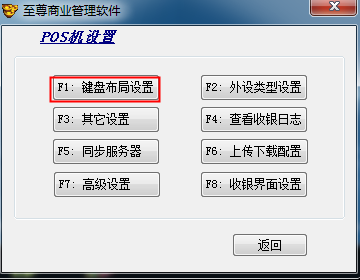 至尊商业管理软件
POS机设置
F1: 键盘布局设置
F2: 外设类型设置
F3: 其它设置
F4: 查看收银日志
F5: 同步服务器
F6: 上传下载配置
F7: 高级设置
F8: 收银界面设置
返回